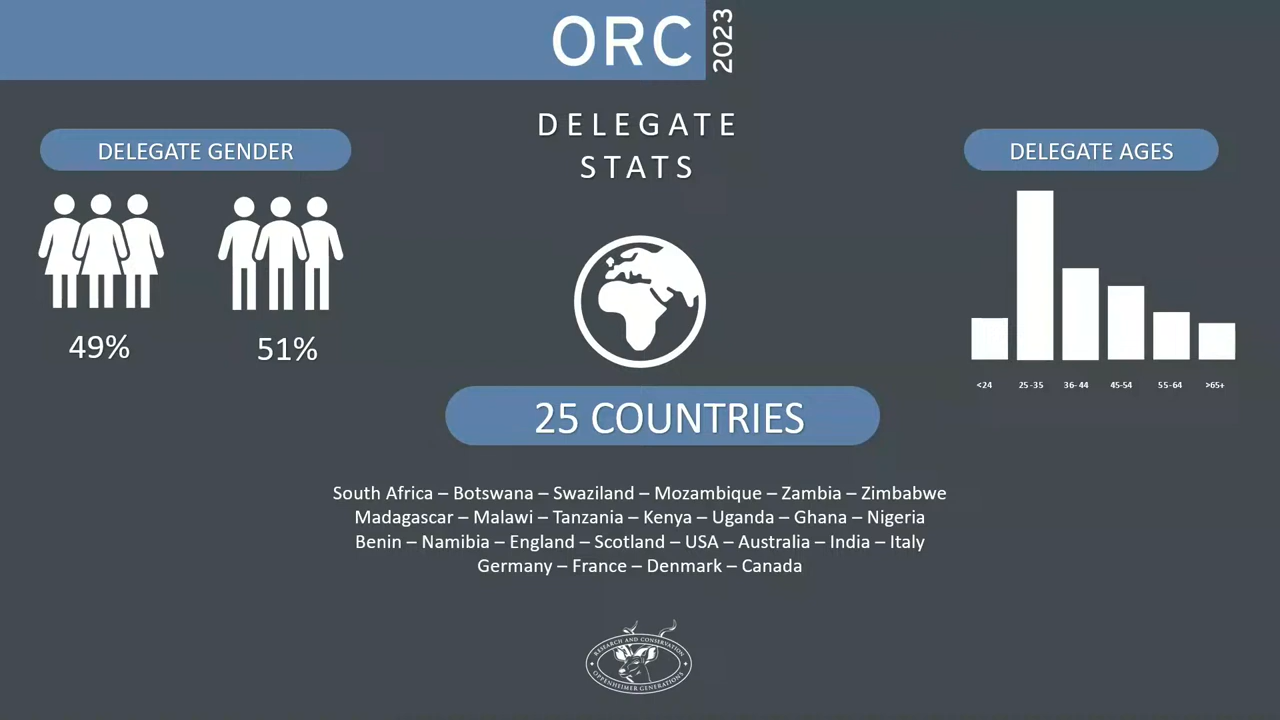 ORC 2023
DELEGATE
STATS
DELEGATE GENDER
49%
51%
DELEGATE AGES
<24
25-35
36-44
45-54
55-64
>65+
25 COUNTRIES
South Africa – Botswana – Swaziland – Mozambique – Zambia – Zimbabwe
Madagascar – Malawi – Tanzania – Kenya – Uganda – Ghana – Nigeria
Benin – Namibia – England – Scotland – USA – Australia – India – Italy
Germany – France – Denmark – Canada
RESEARCH AND CONSERVATION
OPPENHEIMER GENERATIONS